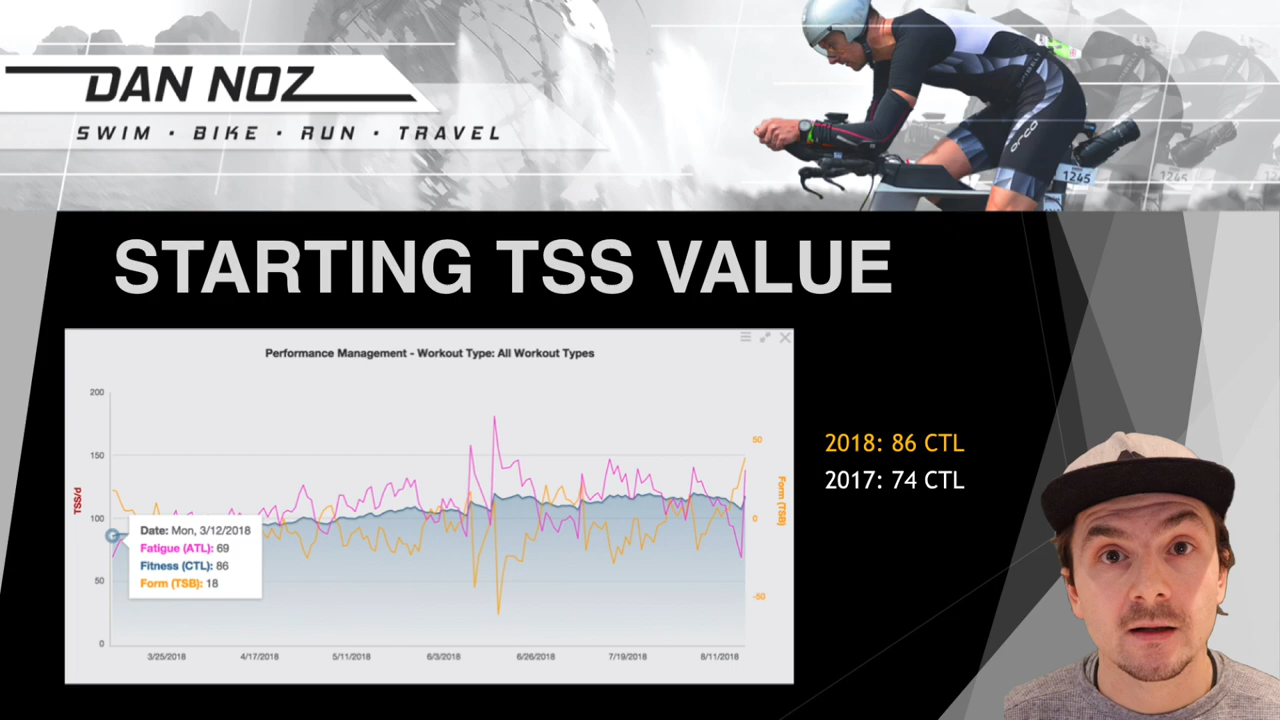 DAN NOZ
SWIM · BIKE · RUN · TRAVEL
ORCA
1245
1245
STARTING TSS VALUE
Performance Management - Workout Type: All Workout Types
200
150
100
50
0
TSS/d
50
0
-50
Form (TSB)
Date: Mon, 3/12/2018
Fatigue (ATL): 69
Fitness (CTL): 86
Form (TSB): 18
3/25/2018
4/17/2018
5/11/2018
6/3/2018
6/26/2018
7/19/2018
8/11/2018
2018: 86 CTL
2017: 74 CTL